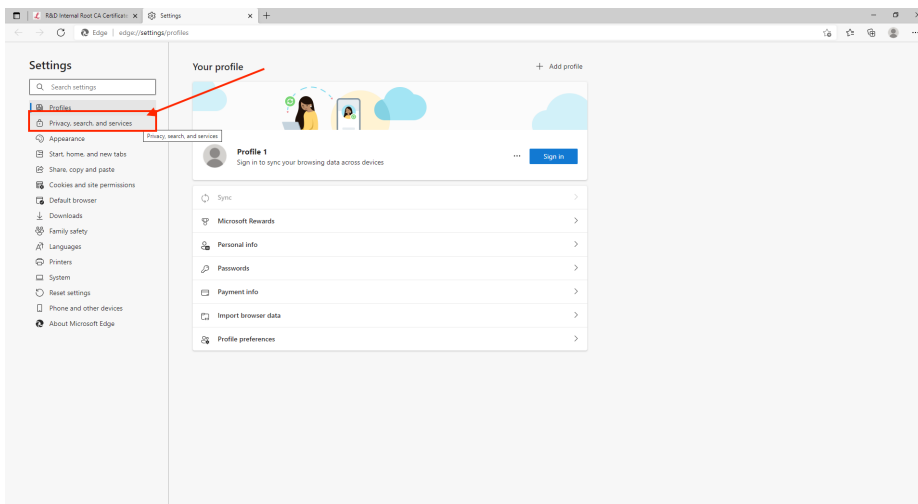 R&D Internal Root CA Certificate
Settings
Edge | edge://settings/profiles
Settings
Search settings
Profiles
Privacy, search, and services
Appearance
Start, home, and new tabs
Share, copy and paste
Cookies and site permissions
Default browser
Downloads
Family safety
Languages
Printers
System
Reset settings
Phone and other devices
About Microsoft Edge
Privacy, search, and services
Your profile
Add profile
Profile 1
Sign in to sync your browsing data across devices
Sign in
Sync
Microsoft Rewards
Personal info
Passwords
Payment info
Import browser data
Profile preferences